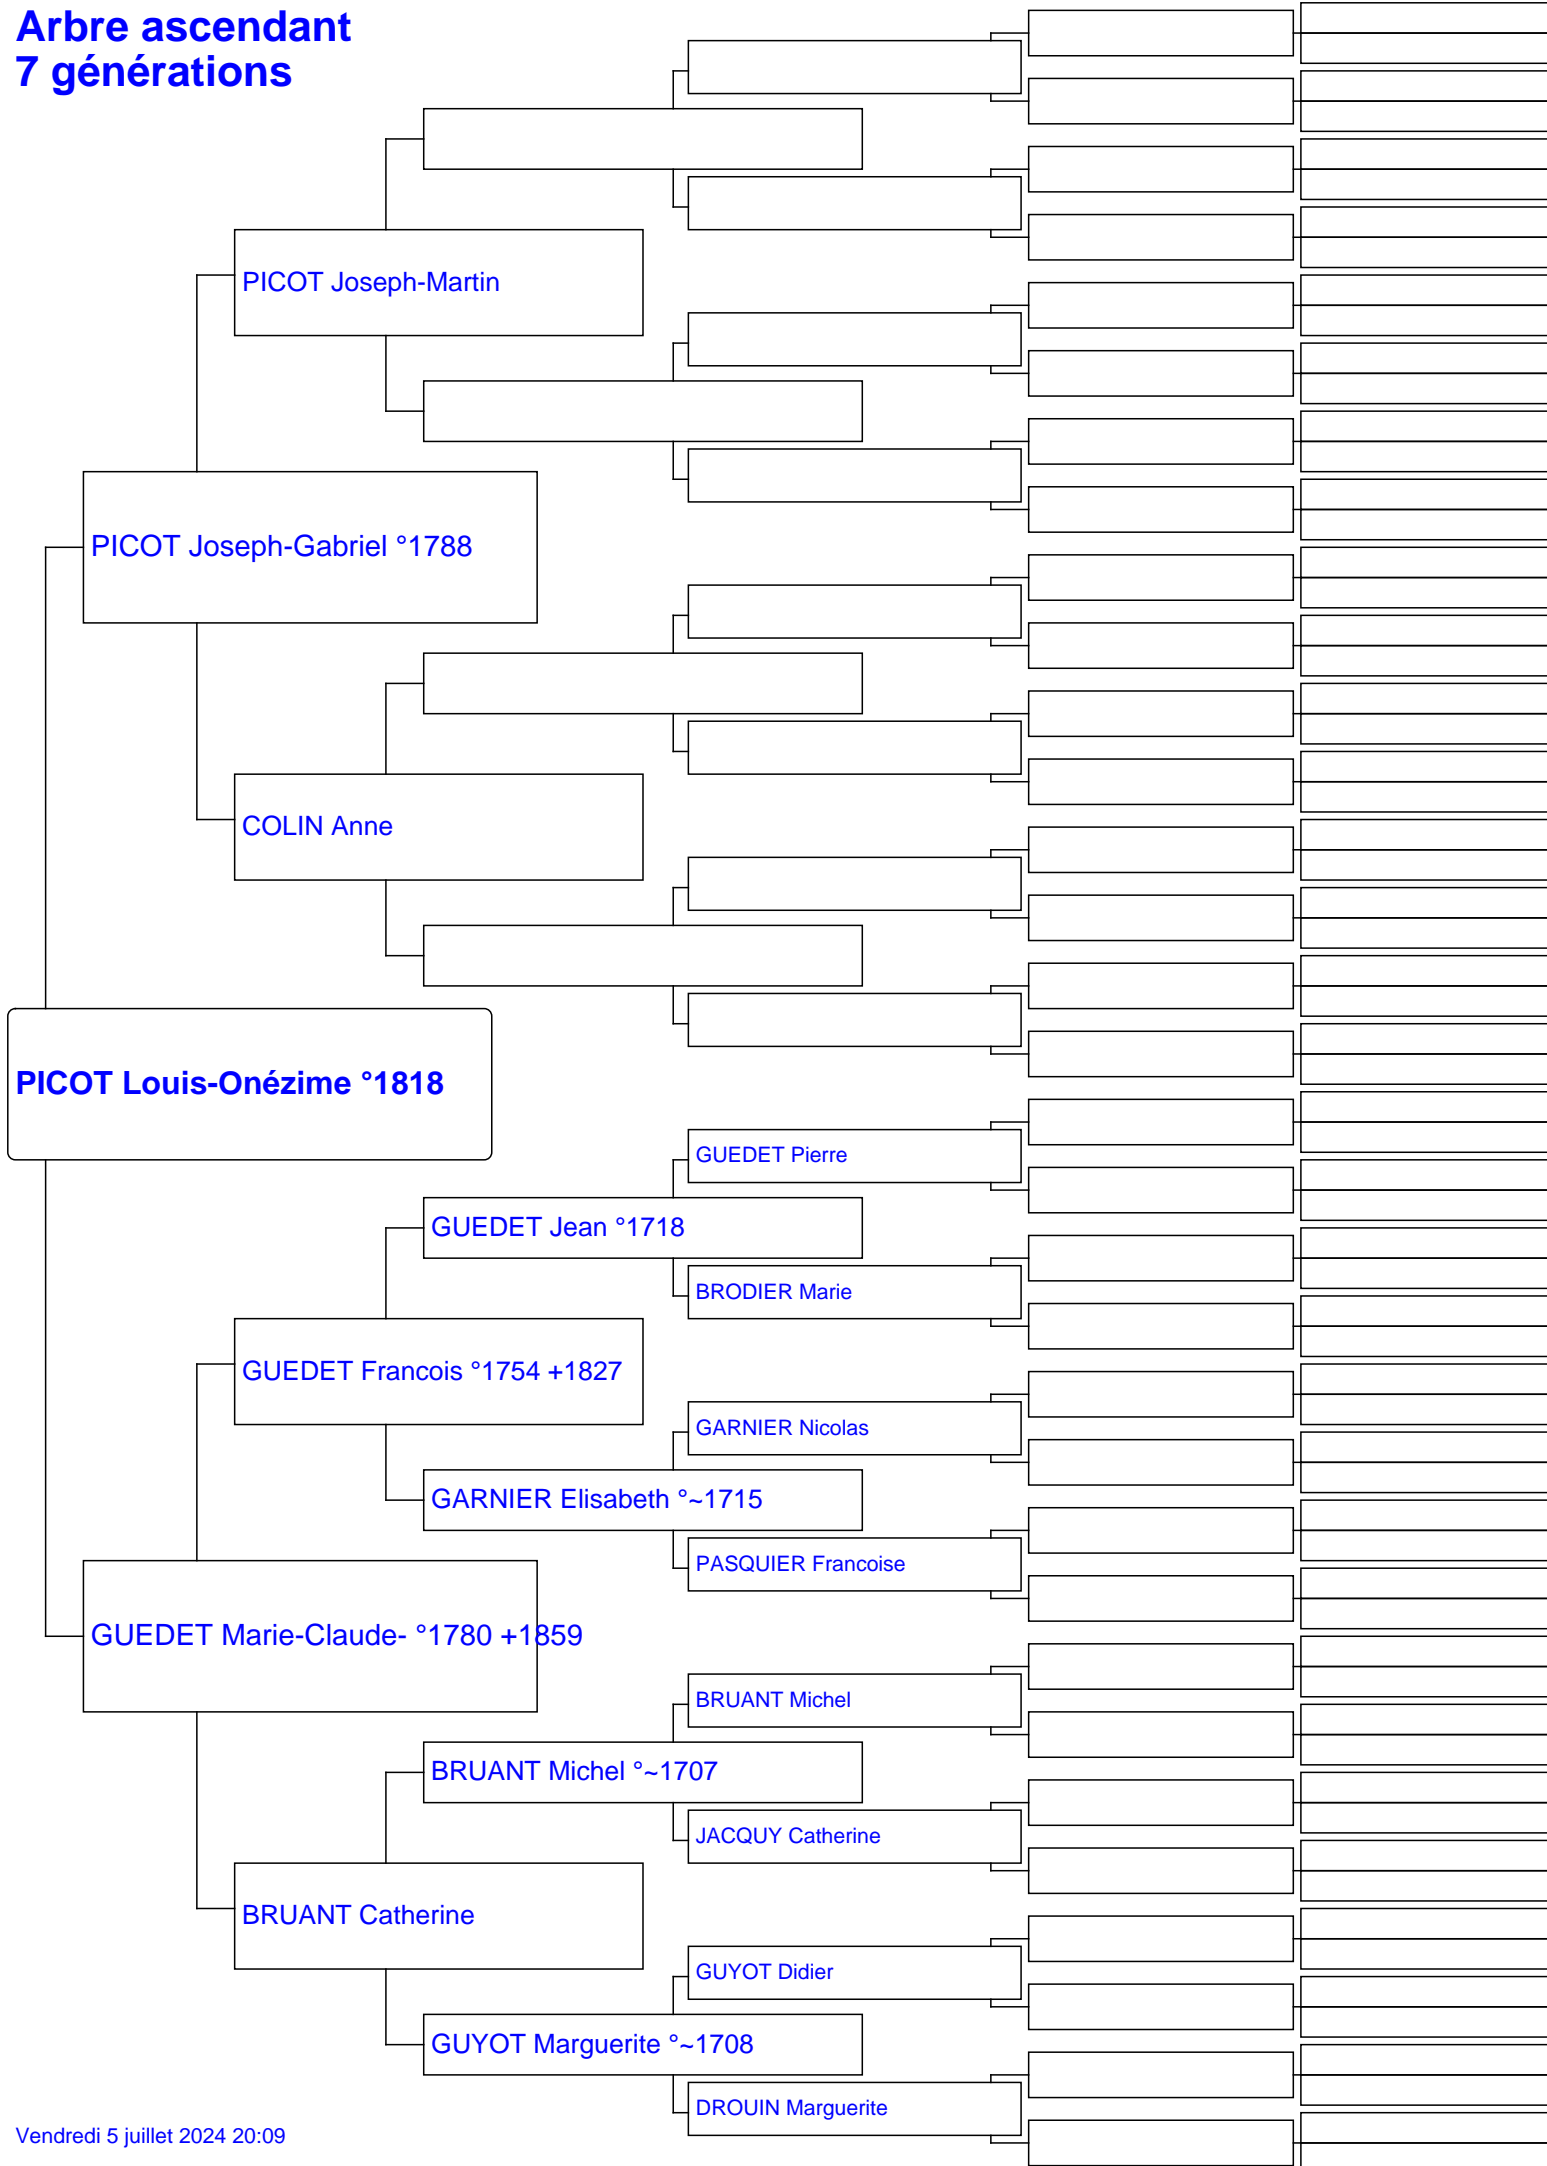 Arbre ascendant
7 générations
PICOT Joseph-Martin
PICOT Joseph-Gabriel °1788
COLIN Anne
PICOT Louis-Onézime °1818
GUEDET Pierre
GUEDET Jean °1718
BRODIER Marie
GUEDET Francois °1754 +1827
GARNIER Nicolas
GARNIER Elisabeth °~1715
PASQUIER Francoise
GUEDET Marie-Claude- °1780 +1859
BRUANT Michel
BRUANT Michel °~1707
JACQUY Catherine
BRUANT Catherine
GUYOT Didier
GUYOT Marguerite °~1708
DROUIN Marguerite
Vendredi 5 juillet 2024 20:09